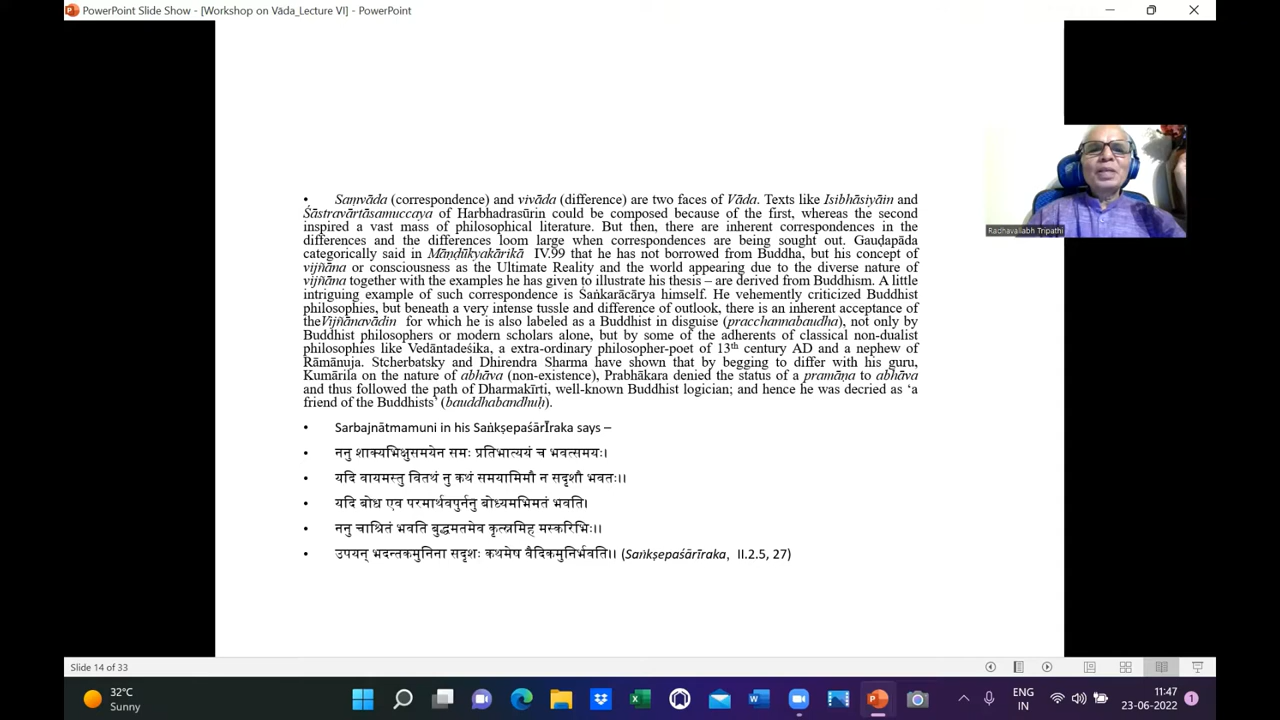 PowerPoint Slide Show - [Workshop on Vāda_Lecture VI] - PowerPoint
Radhavallabh Tripathi
• Saṃvāda (correspondence) and vivāda (difference) are two faces of Vāda. Texts like Isibhāsiyāin and
Śāstravārtāsamuccaya of Harbhadrasūrin could be composed because of the first, whereas the second
inspired a vast mass of philosophical literature. But then, there are inherent correspondences in the
differences and the differences loom large when correspondences are being sought out. Gauḍapāda
categorically said in Māṇḍūkyakārikā IV.99 that he has not borrowed from Buddha, but his concept of
vijñāna or consciousness as the Ultimate Reality and the world appearing due to the diverse nature of
vijñāna together with the examples he has given to illustrate his thesis – are derived from Buddhism. A little
intriguing example of such correspondence is Śaṅkarācārya himself. He vehemently criticized Buddhist
philosophies, but beneath a very intense tussle and difference of outlook, there is an inherent acceptance of
theVijñānavādin for which he is also labeled as a Buddhist in disguise (pracchannabaudha), not only by
Buddhist philosophers or modern scholars alone, but by some of the adherents of classical non-dualist
philosophies like Vedāntadeśika, a extra-ordinary philosopher-poet of 13th century AD and a nephew of
Rāmānuja. Stcherbatsky and Dhirendra Sharma have shown that by begging to differ with his guru,
Kumārila on the nature of abhāva (non-existence), Prabhākara denied the status of a pramāṇa to abhāva
and thus followed the path of Dharmakīrti, well-known Buddhist logician; and hence he was decried as ‘a
friend of the Buddhists’ (bauddhabandhuḥ).
• Sarbajnātmamuni in his Saṅkṣepaśārīraka says –
• ननु शाक्यभिक्षुसमयेन समः प्रतिभात्ययं च भवत्समयः।
• यदि वायमस्तु वितथं नु कथं समयामिमौ न सदृशौ भवतः।।
• यदि बोध एव परमार्थवपुर्ननु बोध्यमभिमतं भवति।
• ननु चाश्रितं भवति बुद्धमतमेव कृत्स्नमिह मस्करिभिः।।
• उपयन् भदन्तकमुनिना सदृशः कथमेष वैदिकमुनिर्भवति।। (Saṅkṣepaśārīraka, II.2.5, 27)
Slide 14 of 33
32°C
Sunny
ENG
IN
11:47
23-06-2022
1